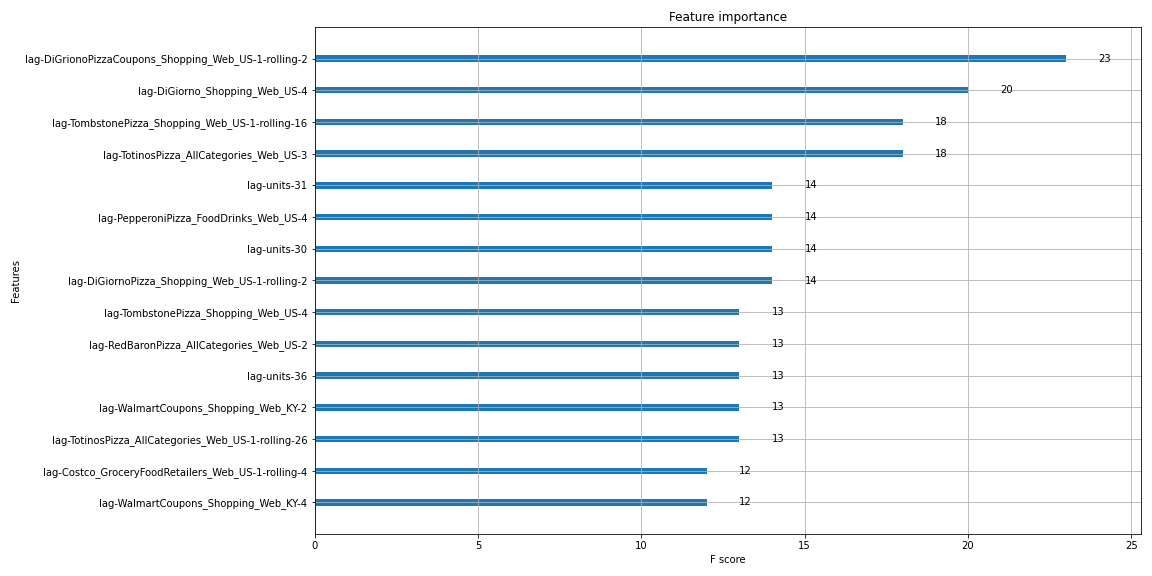 Feature importance
lag-DiGrionoPizzaCoupons_Shopping_Web_US-1-rolling-2
23
lag-DiGiorno_Shopping_Web_US-4
20
lag-TombstonePizza_Shopping_Web_US-1-rolling-16
18
lag-TotinosPizza_AllCategories_Web_US-3
18
lag-units-31
14
lag-PepperoniPizza_FoodDrinks_Web_US-4
14
lag-units-30
14
lag-DiGiornoPizza_Shopping_Web_US-1-rolling-2
14
lag-TombstonePizza_Shopping_Web_US-4
13
lag-RedBaronPizza_AllCategories_Web_US-2
13
lag-units-36
13
lag-WalmartCoupons_Shopping_Web_KY-2
13
lag-TotinosPizza_AllCategories_Web_US-1-rolling-26
13
lag-Costco_GroceryFoodRetailers_Web_US-1-rolling-4
12
lag-WalmartCoupons_Shopping_Web_KY-4
12
Features
0 5 10 15 20 25
F score